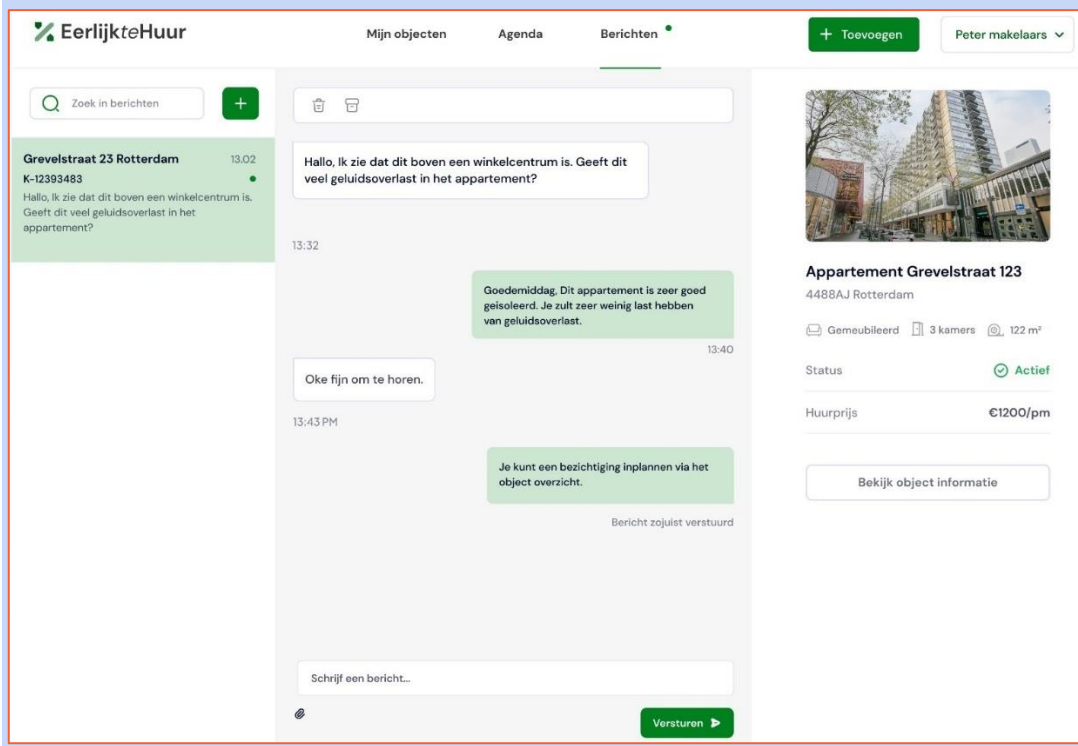 EerlijkteHuur
Mijn objecten
Agenda
Berichten
+ Toevoegen
Peter makelaars
Zoek in berichten
+
Grevelstraat 23 Rotterdam 13.02
K-12393483
Hallo, Ik zie dat dit boven een winkelcentrum is.
Geeft dit veel geluidsoverlast in het
appartement?
Hallo, Ik zie dat dit boven een winkelcentrum is. Geeft dit
veel geluidsoverlast in het appartement?
13:32
Goedemiddag, Dit appartement is zeer goed
geisoleerd. Je zult zeer weinig last hebben
van geluidsoverlast.
13:40
Oke fijn om te horen.
13:43 PM
Je kunt een bezichtiging inplannen via het
object overzicht.
Bericht zojuist verstuurd
Schrijf een bericht...
Versturen
Appartement Grevelstraat 123
4488AJ Rotterdam
Gemeubileerd 3 kamers 122 m²
Status Actief
Huurprijs €1200/pm
Bekijk object informatie